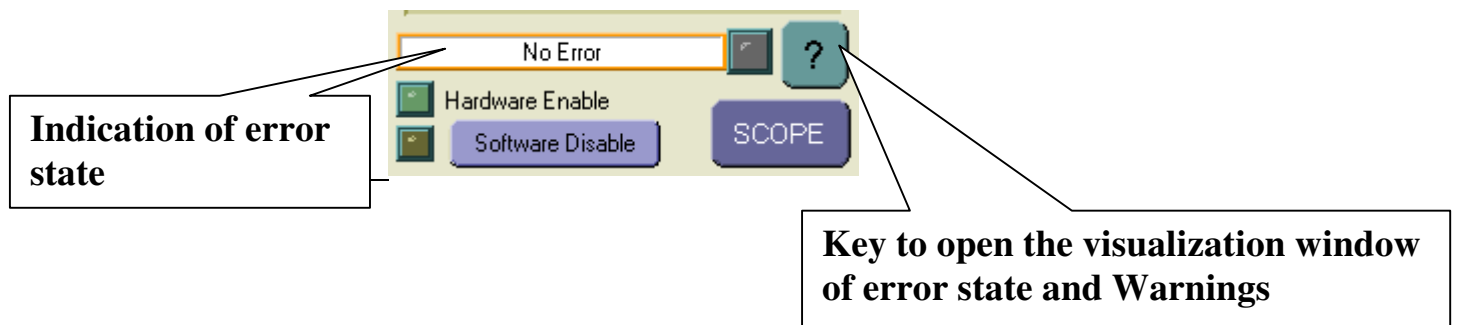 No Error
?
Hardware Enable
Software Disable
SCOPE
Indication of error
state
Key to open the visualization window
of error state and Warnings